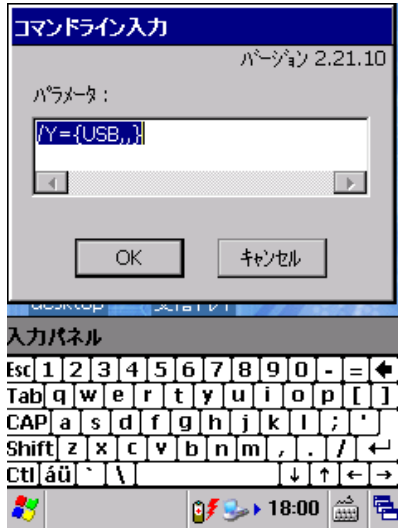 コマンドライン入力
ﾊﾞｰｼﾞｮﾝ 2.21.10
ﾊﾟﾗﾒｰﾀ：
/Y={USB,,}
OK
ｷｬﾝｾﾙ
desktop
入力パネル
Esc 1 2 3 4 5 6 7 8 9 0 - =
Tab q w e r t y u i o p [ ]
CAP a s d f g h j k l ; '
Shift z x c v b n m , . /
Ctl áü ` \ ↓ ↑ ← →
18:00